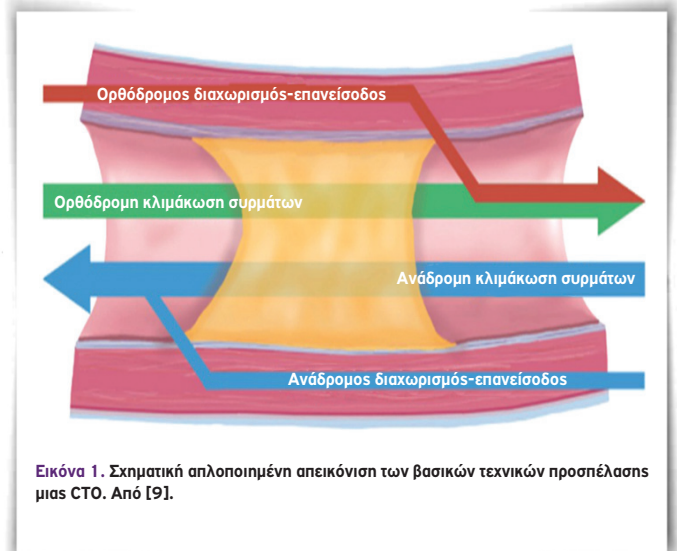 Ορθόδρομος διαχωρισμός-επανείσοδος
Ορθόδρομη κλιμάκωση συρμάτων
Ανάδρομη κλιμάκωση συρμάτων
Ανάδρομος διαχωρισμός-επανείσοδος
Εικόνα 1. Σχηματική απλοποιημένη απεικόνιση των βασικών τεχνικών προσπέλασης
μιας CTO. Από [9].